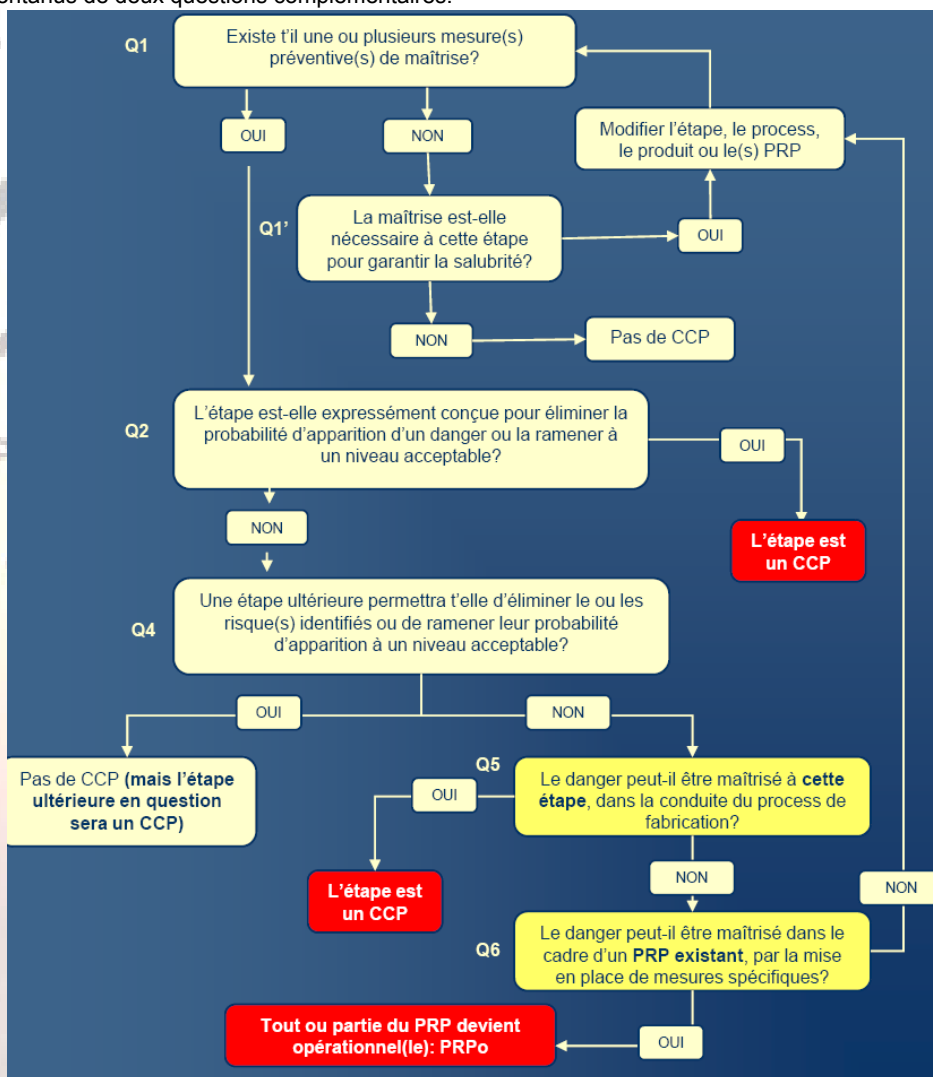 de deux questions complémentaires.
Q1
Existe t'il une ou plusieurs mesure(s)
préventive(s) de maîtrise?
OUI
NON
Modifier l'étape, le process,
le produit ou le(s) PRP
Q1'
La maîtrise est-elle
nécessaire à cette étape
pour garantir la salubrité?
OUI
NON
Pas de CCP
Q2
L'étape est-elle expressément conçue pour éliminer la
probabilité d'apparition d'un danger ou la ramener à
un niveau acceptable?
OUI
NON
L'étape est
un CCP
Q4
Une étape ultérieure permettra t'elle d'éliminer le ou les
risque(s) identifiés ou de ramener leur probabilité
d'apparition à un niveau acceptable?
OUI
NON
Pas de CCP (mais l'étape
ultérieure en question
sera un CCP)
Q5
Le danger peut-il être maîtrisé à cette
étape, dans la conduite du process de
fabrication?
OUI
NON
NON
L'étape est
un CCP
Q6
Le danger peut-il être maîtrisé dans le
cadre d'un PRP existant, par la mise
en place de mesures spécifiques?
Tout ou partie du PRP devient
opérationnel(le): PRPo
OUI